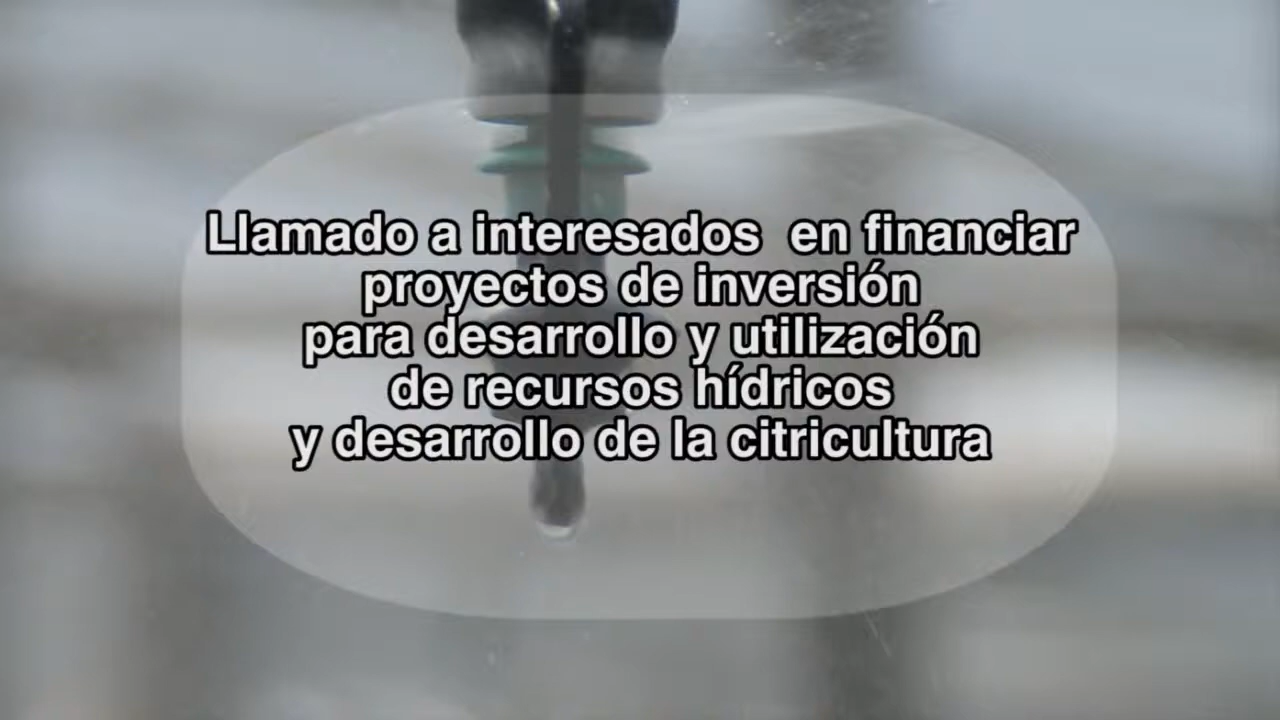 Llamado a interesados en financiar
proyectos de inversión
para desarrollo y utilización
de recursos hídricos
y desarrollo de la citricultura